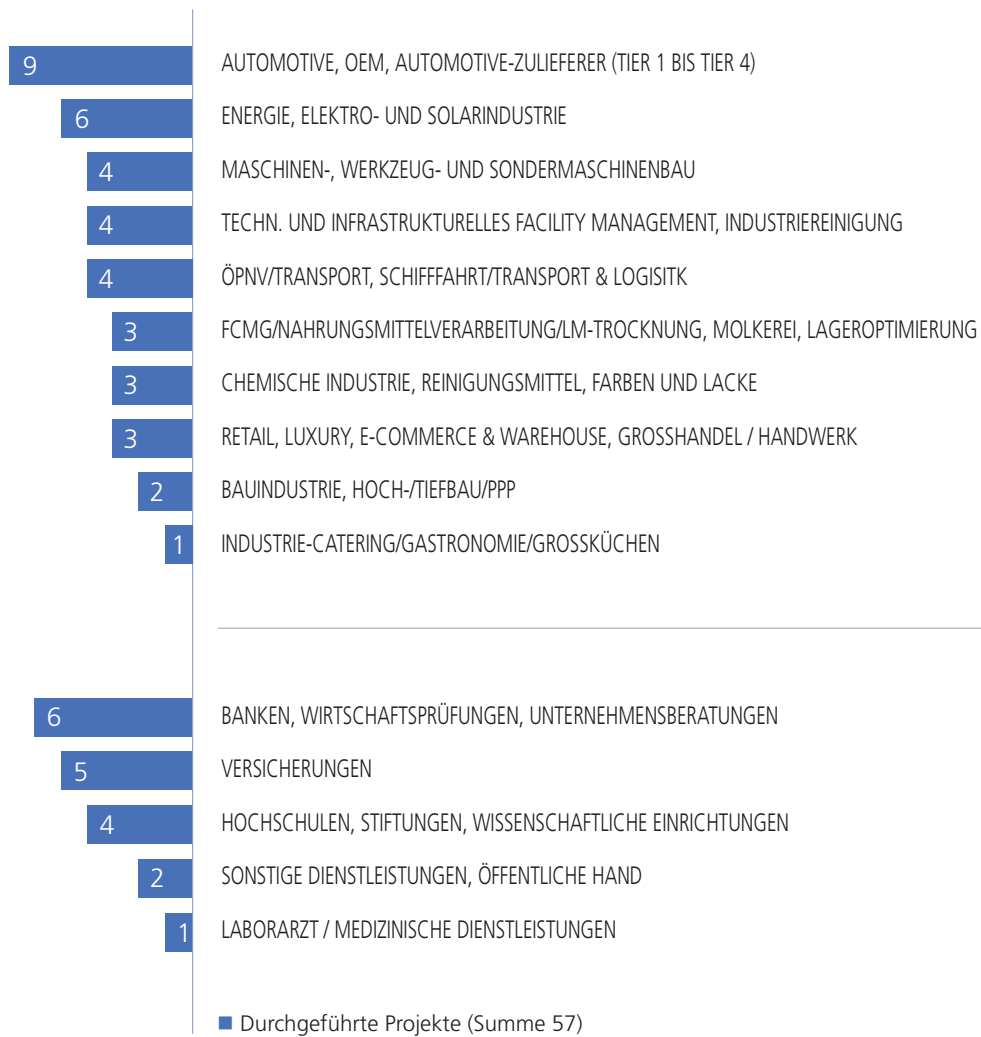 9 AUTOMOTIVE, OEM, AUTOMOTIVE-ZULIEFERER (TIER 1 BIS TIER 4)
6 ENERGIE, ELEKTRO- UND SOLARINDUSTRIE
4 MASCHINEN-, WERKZEUG- UND SONDERMASCHINENBAU
4 TECHN. UND INFRASTRUKTURELLES FACILITY MANAGEMENT, INDUSTRIEREINIGUNG
4 ÖPNV/TRANSPORT, SCHIFFFAHRT/TRANSPORT & LOGISITK
3 FCMG/NAHRUNGSMITTELVERARBEITUNG/LM-TROCKNUNG, MOLKEREI, LAGEROPTIMIERUNG
3 CHEMISCHE INDUSTRIE, REINIGUNGSMITTEL, FARBEN UND LACKE
3 RETAIL, LUXURY, E-COMMERCE & WAREHOUSE, GROSSHANDEL / HANDWERK
2 BAUINDUSTRIE, HOCH-/TIEFBAU/PPP
1 INDUSTRIE-CATERING/GASTRONOMIE/GROSSKÜCHEN
6 BANKEN, WIRTSCHAFTSPRÜFUNGEN, UNTERNEHMENSBERATUNGEN
5 VERSICHERUNGEN
4 HOCHSCHULEN, STIFTUNGEN, WISSENSCHAFTLICHE EINRICHTUNGEN
2 SONSTIGE DIENSTLEISTUNGEN, ÖFFENTLICHE HAND
1 LABORARZT / MEDIZINISCHE DIENSTLEISTUNGEN
Durchgeführte Projekte (Summe 57)